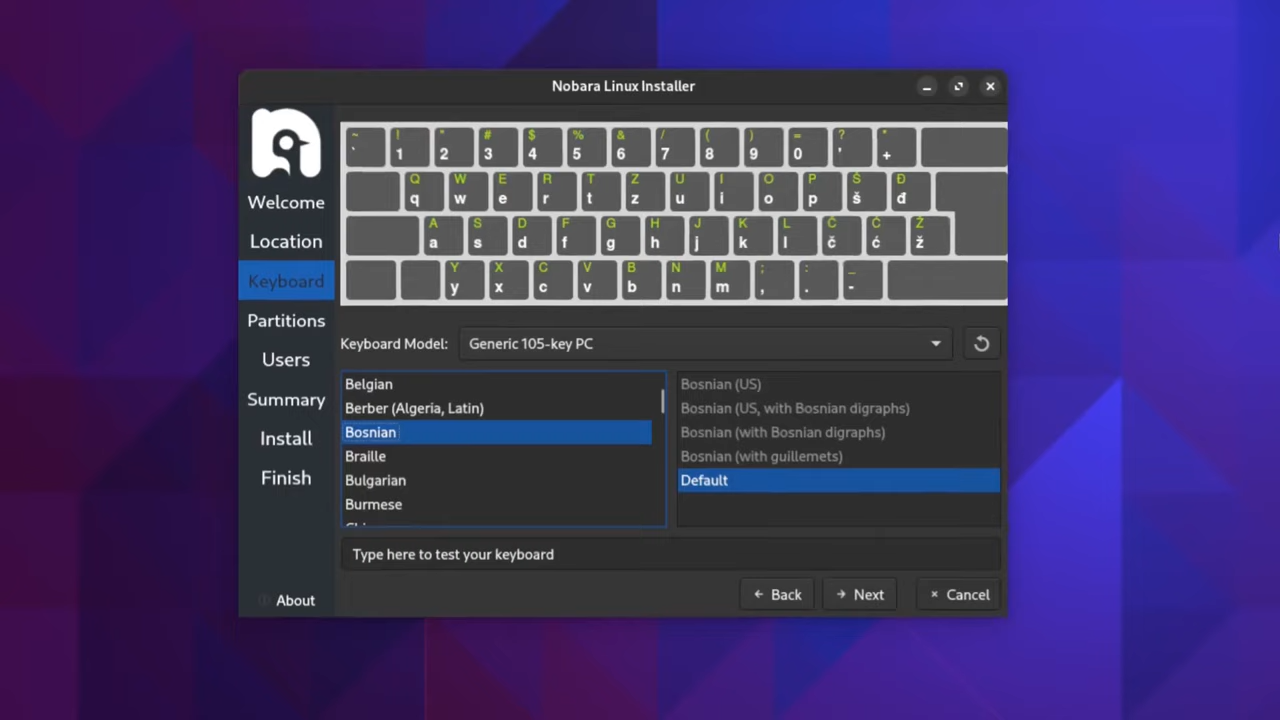 Nobara Linux Installer
~ ! " # $ % & / ( ) = ? *
` 1 2 3 4 5 6 7 8 9 0 ' +
Q W E R T Z U I O P Š Đ
q w e r t z u i o p š đ
A S D F G H J K L Č Ć Ž
a s d f g h j k l č ć ž
Y X C V B N M ; : _
y x c v b n m , . -
Welcome
Location
Keyboard
Partitions
Users
Summary
Install
Finish
About
Keyboard Model: Generic 105-key PC
Belgian
Berber (Algeria, Latin)
Bosnian
Braille
Bulgarian
Burmese
Bosnian (US)
Bosnian (US, with Bosnian digraphs)
Bosnian (with Bosnian digraphs)
Bosnian (with guillemets)
Default
Type here to test your keyboard
Back Next Cancel